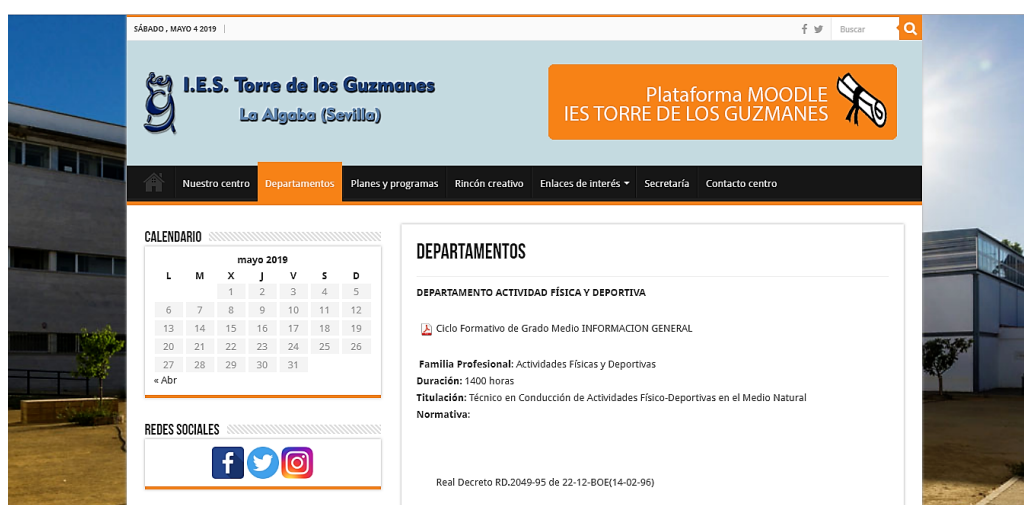 SÁBADO , MAYO 4 2019
Buscar
I.E.S. Torre de los Guzmanes
La Algaba (Sevilla)
Plataforma MOODLE
IES TORRE DE LOS GUZMANES
Nuestro centro Departamentos Planes y programas Rincón creativo Enlaces de interés Secretaría Contacto centro
CALENDARIO
mayo 2019
L M X J V S D
1 2 3 4 5
6 7 8 9 10 11 12
13 14 15 16 17 18 19
20 21 22 23 24 25 26
27 28 29 30 31
« Abr
REDES SOCIALES
DEPARTAMENTOS
DEPARTAMENTO ACTIVIDAD FÍSICA Y DEPORTIVA
Ciclo Formativo de Grado Medio INFORMACION GENERAL
Familia Profesional: Actividades Físicas y Deportivas
Duración: 1400 horas
Titulación: Técnico en Conducción de Actividades Físico-Deportivas en el Medio Natural
Normativa:
Real Decreto RD.2049-95 de 22-12-BOE(14-02-96)